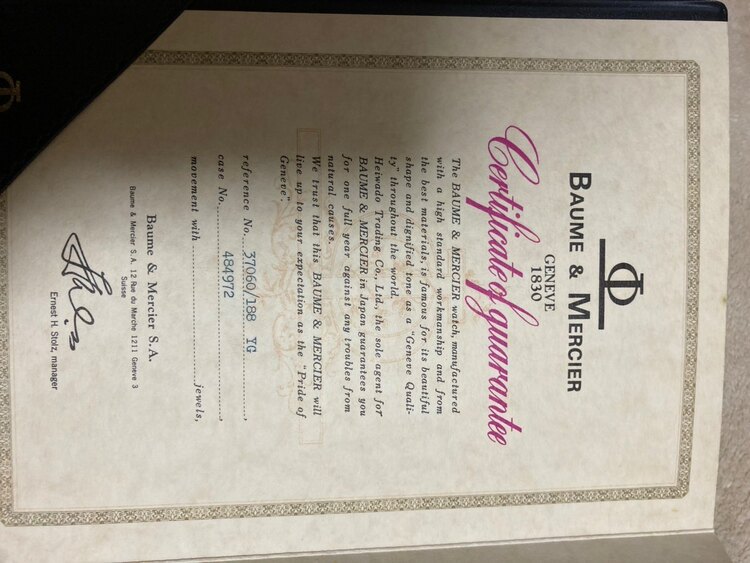 BAUME & MERCIER
GENEVE
1830
Certificate of guarantee
The BAUME & MERCIER watch, manufactured
with a high standard workmanship and from
the best materials, is famous for its beautiful
shape and dignified tone as a "Geneve Quali-
ty" throughout the world.
Heiwado Trading Co., Ltd., the sole agent for
BAUME & MERCIER in Japan guarantees you
for one full year against any troubles from
natural causes.
We trust that this BAUME & MERCIER will
live up to your expectation as the "Pride of
Geneve".
reference No. 37060/188 YG ,
case No. 484972 ,
movement with ........ jewels,
Baume & Mercier S.A.
Baume & Mercier S.A. 12 Rue du Marche 1211 Geneve 3
Suisse
Ernest H. Stolz, manager